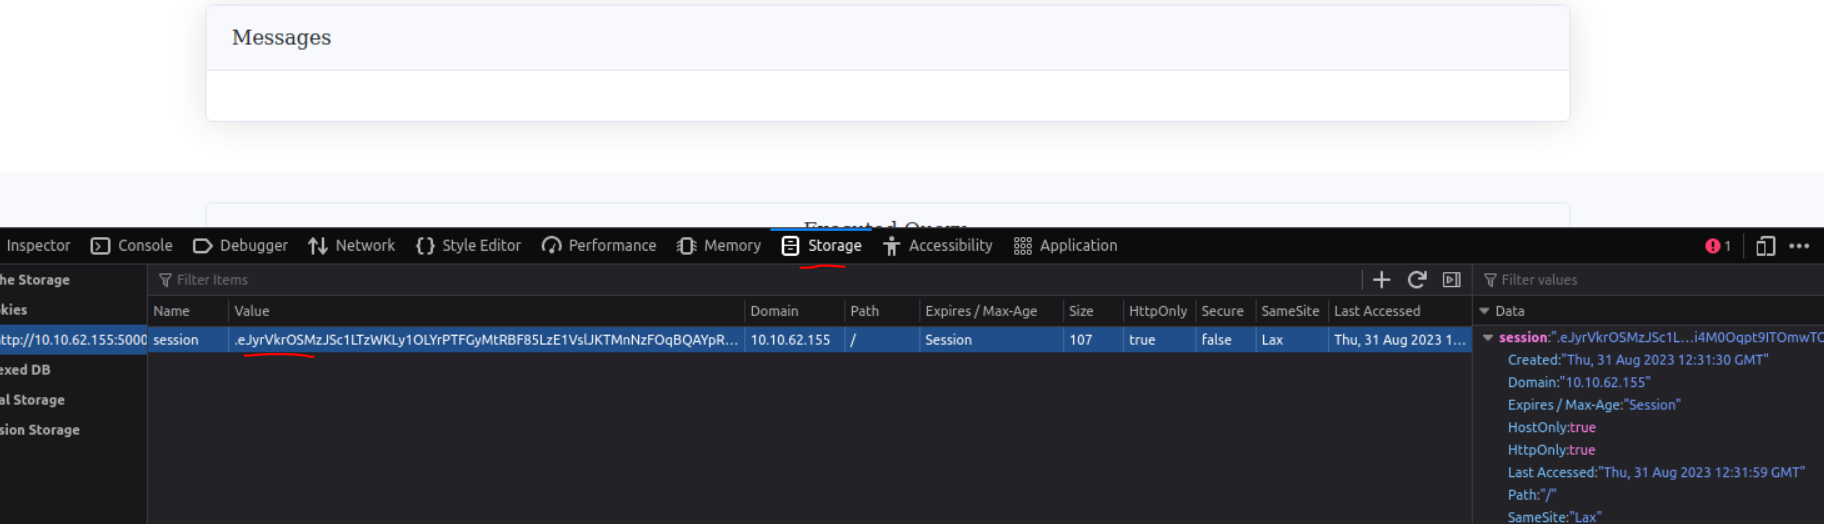 Messages
Executed Query
Inspector Console Debugger Network Style Editor Performance Memory Storage Accessibility Application 1
he Storage Filter Items Filter values
kies Name Value Domain Path Expires / Max-Age Size HttpOnly Secure SameSite Last Accessed Data
ttp://10.10.62.155:5000 session .eJyrVkrOSMzJSc1LTzWKLy1OLYrPTFGyMtRBF85LzE1VslJKTMnNzFOqBQAYpR... 10.10.62.155 / Session 107 true false Lax Thu, 31 Aug 2023 1... session:".eJyrVkrOSMzJSc1L...i4M0Oqpt9ITOmwTC
Created:"Thu, 31 Aug 2023 12:31:30 GMT"
exed DB
Domain:"10.10.62.155"
al Storage
Expires / Max-Age:"Session"
sion Storage
HostOnly:true
HttpOnly:true
Last Accessed:"Thu, 31 Aug 2023 12:31:59 GMT"
Path:"/"
SameSite:"Lax"